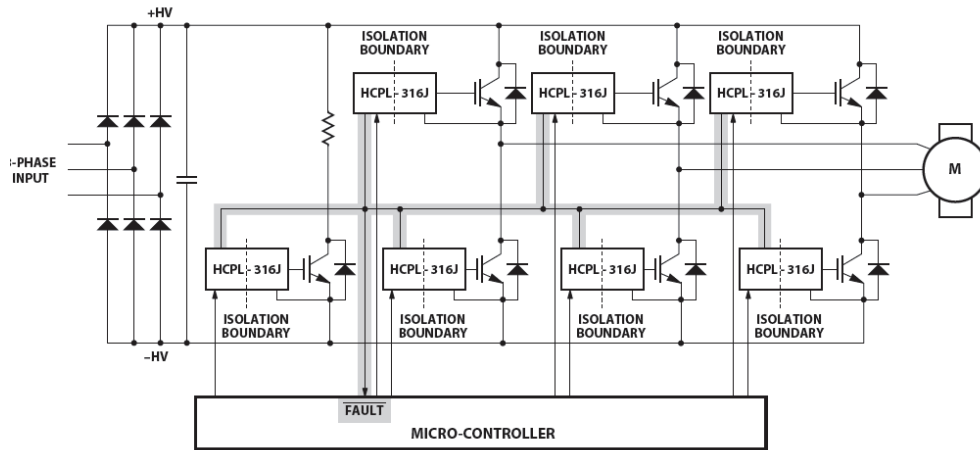 +HV
ISOLATION
BOUNDARY
ISOLATION
BOUNDARY
ISOLATION
BOUNDARY
HCPL - 316J
HCPL - 316J
HCPL - 316J
-PHASE
INPUT
M
HCPL - 316J
HCPL - 316J
HCPL - 316J
HCPL - 316J
ISOLATION
BOUNDARY
ISOLATION
BOUNDARY
ISOLATION
BOUNDARY
ISOLATION
BOUNDARY
–HV
FAULT
MICRO-CONTROLLER